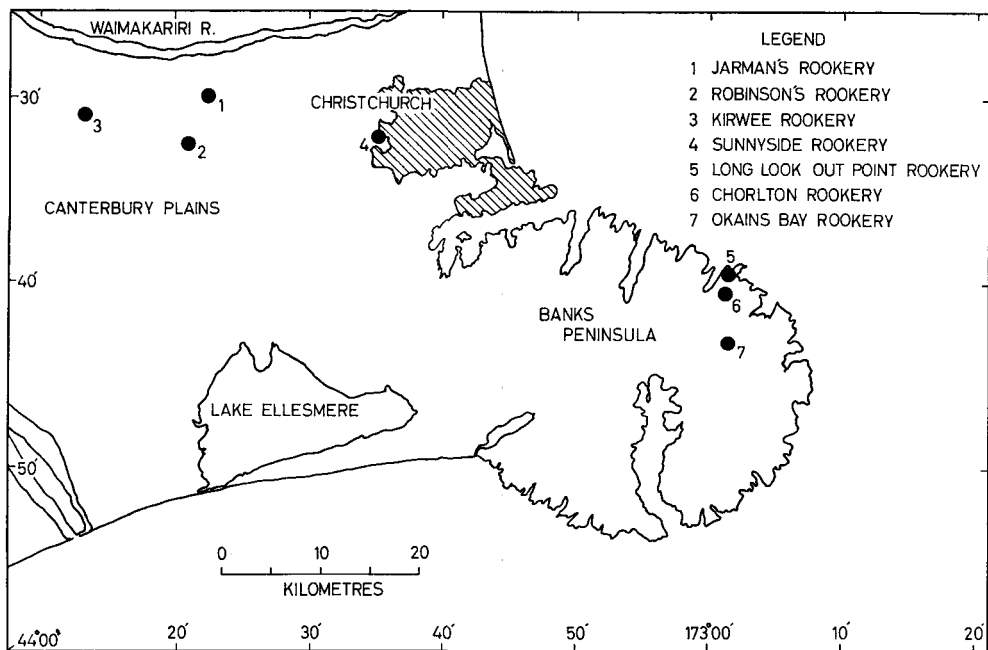 WAIMAKARIRI R.
LEGEND
1 JARMAN'S ROOKERY
2 ROBINSON'S ROOKERY
3 KIRWEE ROOKERY
4 SUNNYSIDE ROOKERY
5 LONG LOOK OUT POINT ROOKERY
6 CHORLTON ROOKERY
7 OKAINS BAY ROOKERY
30'
1
CHRISTCHURCH
3
2
4
CANTERBURY PLAINS
5
40'
6
BANKS
PENINSULA
7
LAKE ELLESMERE
50'
0 10 20
KILOMETRES
44°00" 20' 30' 40' 50' 173°00' 10' 20'